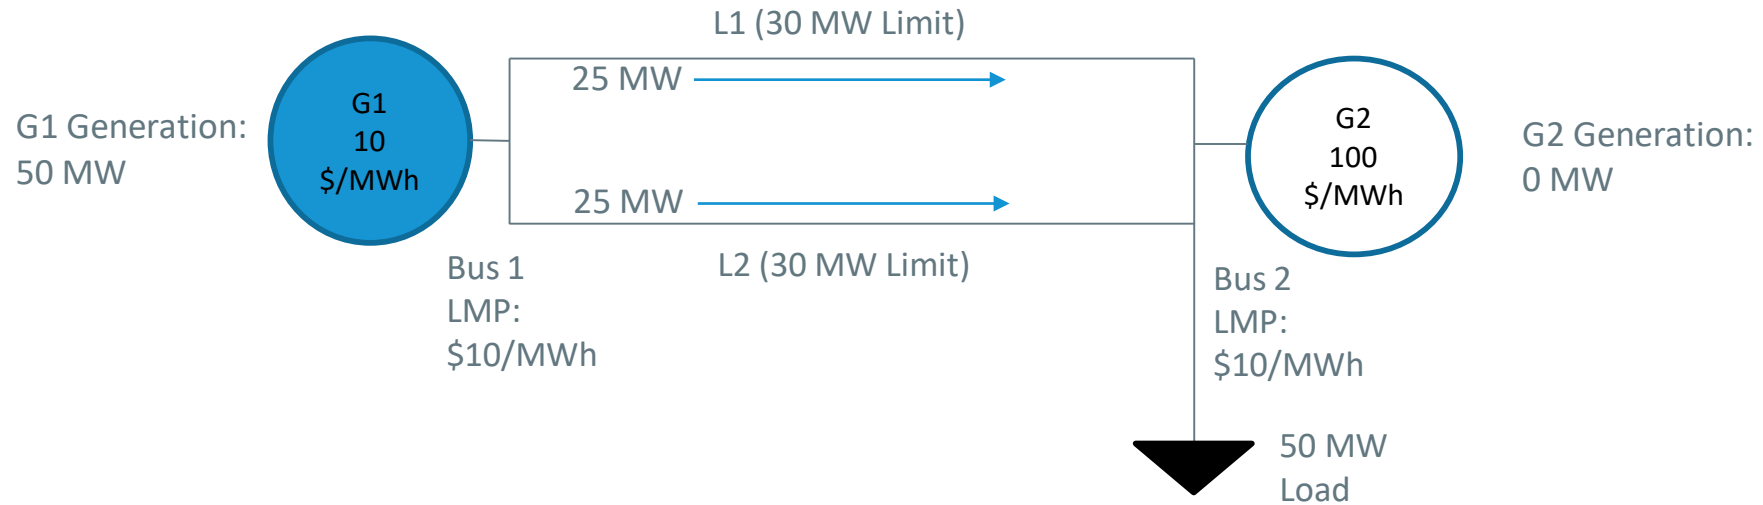 L1 (30 MW Limit)
25 MW
G1
10
$/MWh
G1 Generation:
50 MW
G2
100
$/MWh
G2 Generation:
0 MW
25 MW
L2 (30 MW Limit)
Bus 1
LMP:
$10/MWh
Bus 2
LMP:
$10/MWh
50 MW
Load